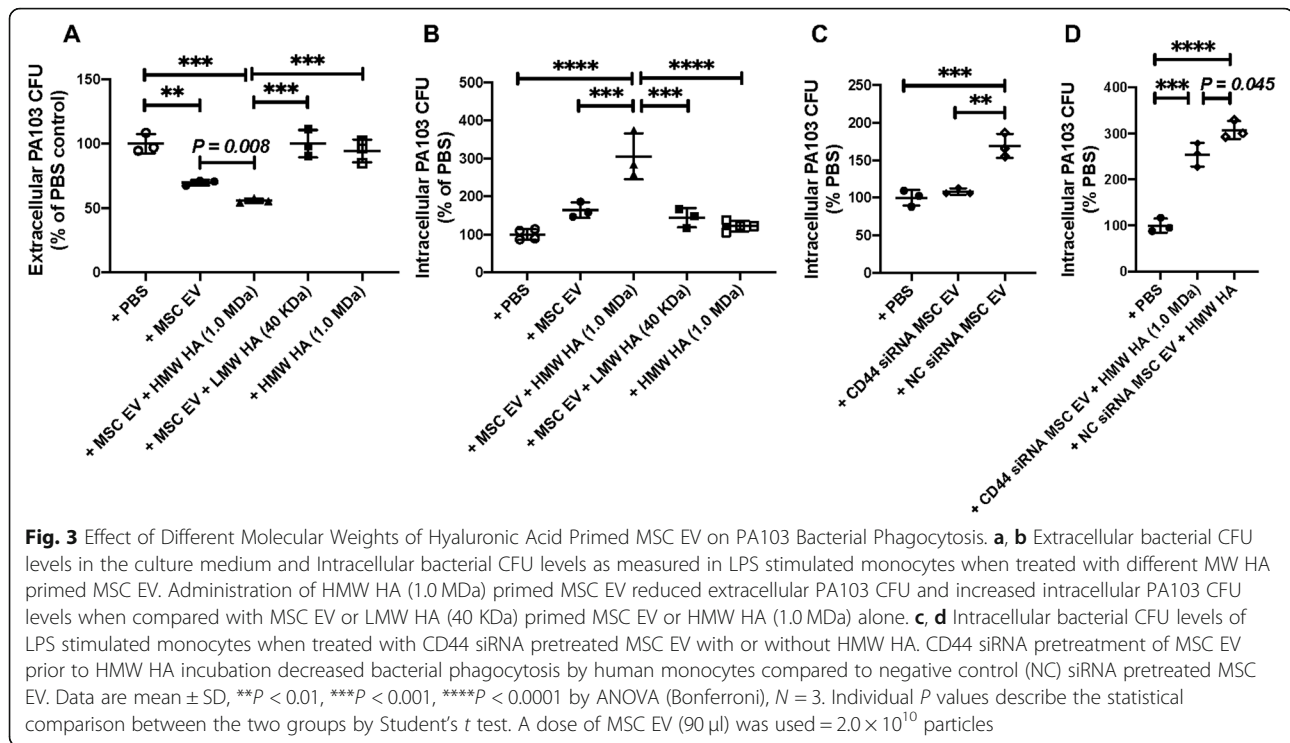 A
*** ***
** ***
P = 0.008
Extracellular PA103 CFU
(% of PBS control)
150
100
50
0
+ PBS
+ MSC EV
+ MSC EV + HMW HA (1.0 MDa)
+ MSC EV + LMW HA (40 KDa)
+ HMW HA (1.0 MDa)
B
**** ****
*** ***
Intracellular PA103 CFU
(% of PBS)
500
400
300
200
100
0
+ PBS
+ MSC EV
+ MSC EV + HMW HA (1.0 MDa)
+ MSC EV + LMW HA (40 KDa)
+ HMW HA (1.0 MDa)
C
***
**
Intracellular PA103 CFU
(% PBS)
250
200
150
100
50
0
+ PBS
+ CD44 siRNA MSC EV
+ NC siRNA MSC EV
D
****
*** P = 0.045
Intracellular PA103 CFU
(% PBS)
400
300
200
100
0
+ PBS
+ CD44 siRNA MSC EV + HMW HA (1.0 MDa)
+ NC siRNA MSC EV + HMW HA
Fig. 3 Effect of Different Molecular Weights of Hyaluronic Acid Primed MSC EV on PA103 Bacterial Phagocytosis. a, b Extracellular bacterial CFU
levels in the culture medium and Intracellular bacterial CFU levels as measured in LPS stimulated monocytes when treated with different MW HA
primed MSC EV. Administration of HMW HA (1.0 MDa) primed MSC EV reduced extracellular PA103 CFU and increased intracellular PA103 CFU
levels when compared with MSC EV or LMW HA (40 KDa) primed MSC EV or HMW HA (1.0 MDa) alone. c, d Intracellular bacterial CFU levels of
LPS stimulated monocytes when treated with CD44 siRNA pretreated MSC EV with or without HMW HA. CD44 siRNA pretreatment of MSC EV
prior to HMW HA incubation decreased bacterial phagocytosis by human monocytes compared to negative control (NC) siRNA pretreated MSC
EV. Data are mean ± SD, **P < 0.01, ***P < 0.001, ****P < 0.0001 by ANOVA (Bonferroni), N = 3. Individual P values describe the statistical
comparison between the two groups by Student's t test. A dose of MSC EV (90 μl) was used = 2.0 × 10¹⁰ particles